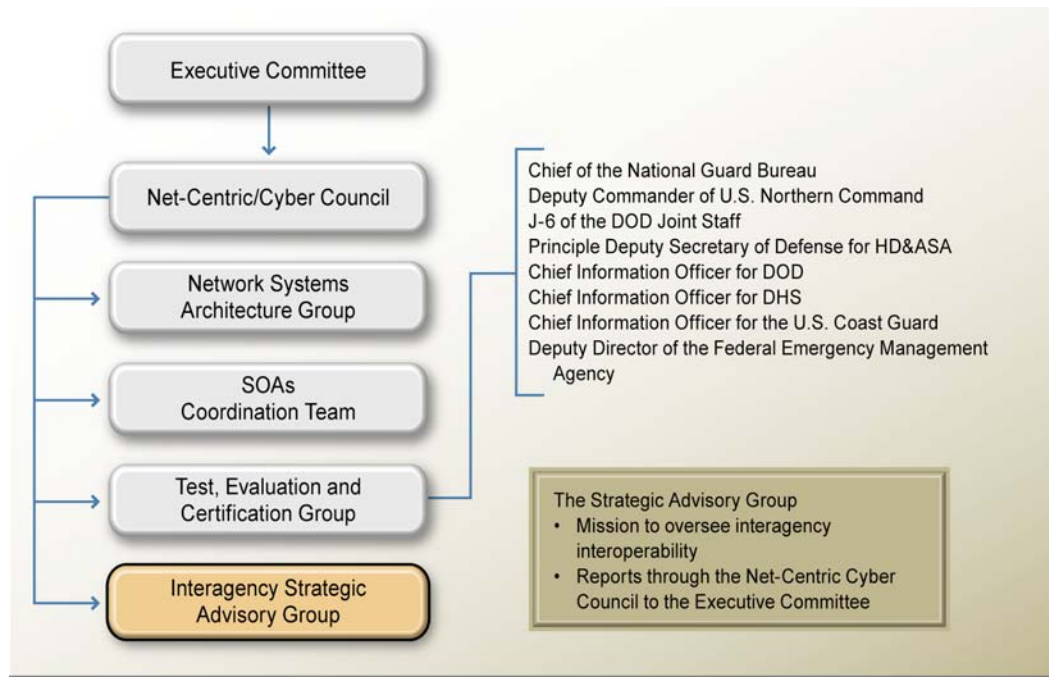 Executive Committee
Net-Centric/Cyber Council
Network Systems
Architecture Group
SOAs
Coordination Team
Test, Evaluation and
Certification Group
Interagency Strategic
Advisory Group
Chief of the National Guard Bureau
Deputy Commander of U.S. Northern Command
J-6 of the DOD Joint Staff
Principle Deputy Secretary of Defense for HD&ASA
Chief Information Officer for DOD
Chief Information Officer for DHS
Chief Information Officer for the U.S. Coast Guard
Deputy Director of the Federal Emergency Management
Agency
The Strategic Advisory Group
• Mission to oversee interagency
interoperability
• Reports through the Net-Centric Cyber
Council to the Executive Committee